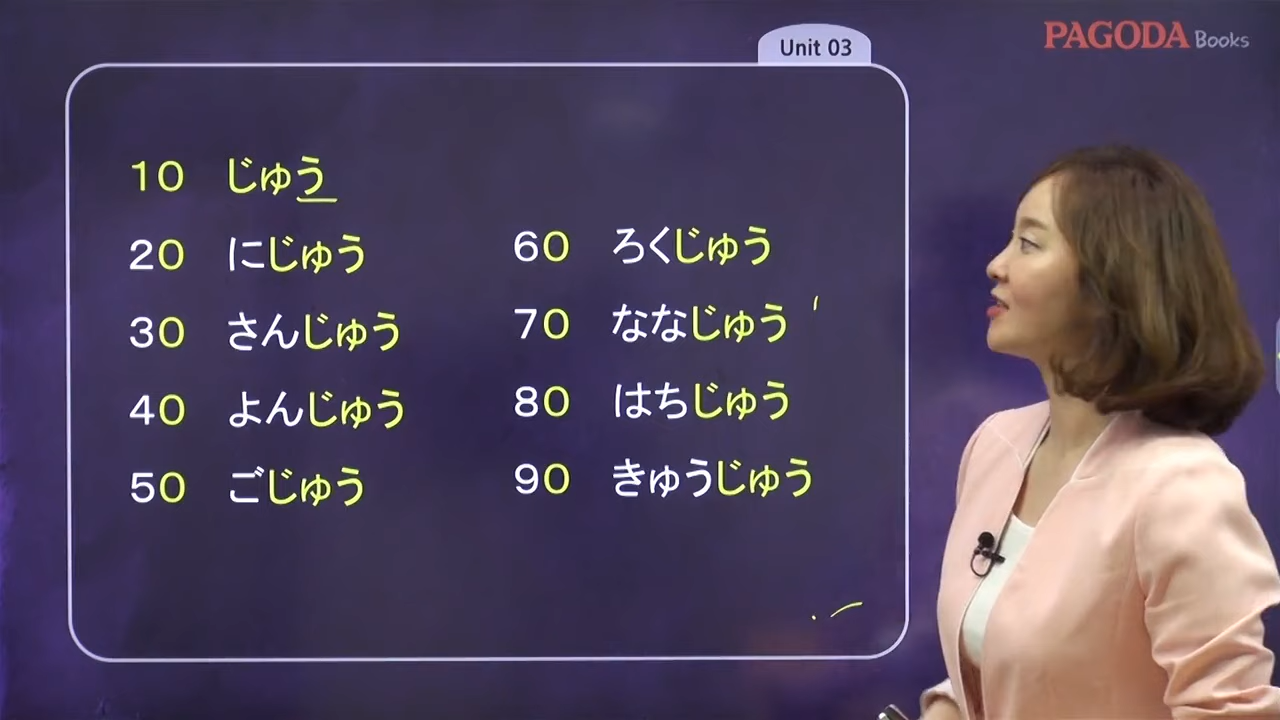 Unit 03
PAGODA Books
10 じゅう
20 にじゅう
30 さんじゅう
40 よんじゅう
50 ごじゅう
60 ろくじゅう
70 ななじゅう
80 はちじゅう
90 きゅうじゅう